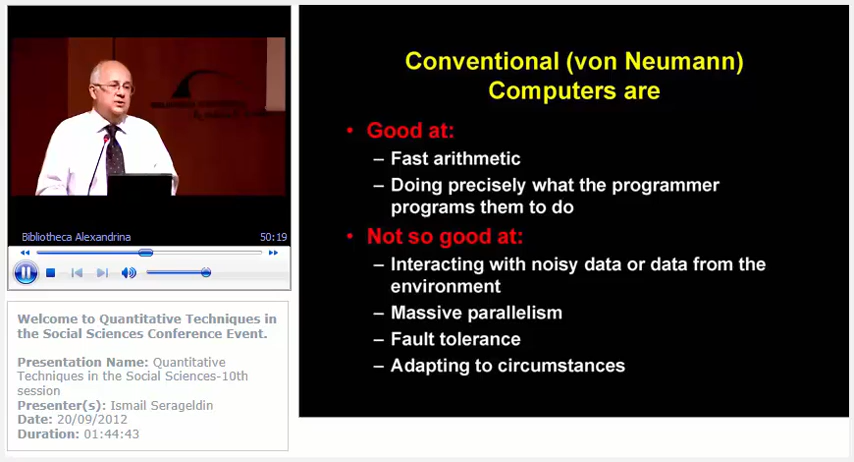 Bibliotheca Alexandrina
50:19
Welcome to Quantitative Techniques in
the Social Sciences Conference Event.
Presentation Name: Quantitative
Techniques in the Social Sciences-10th
session
Presenter(s): Ismail Serageldin
Date: 20/09/2012
Duration: 01:44:43
Conventional (von Neumann)
Computers are
• Good at:
– Fast arithmetic
– Doing precisely what the programmer
programs them to do
• Not so good at:
– Interacting with noisy data or data from the
environment
– Massive parallelism
– Fault tolerance
– Adapting to circumstances